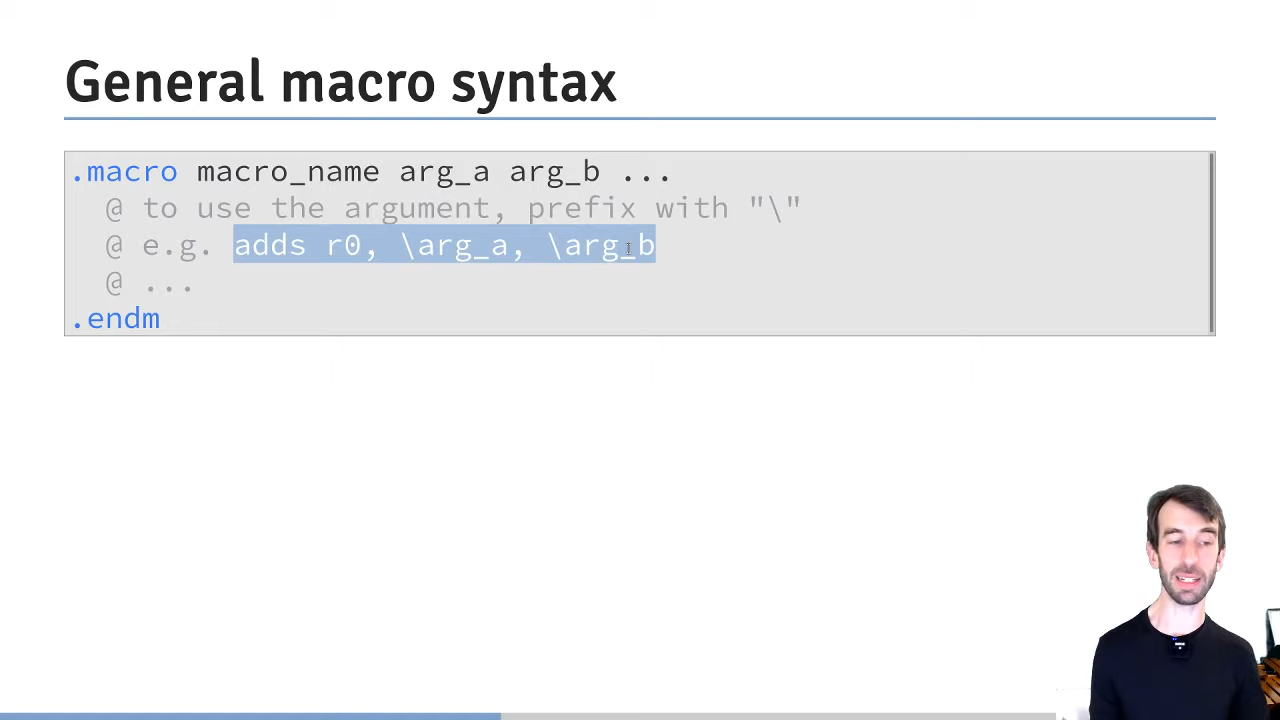 General macro syntax
.macro macro_name arg_a arg_b ...
@ to use the argument, prefix with "\"
@ e.g. adds r0, \arg_a, \arg_b
@ ...
.endm